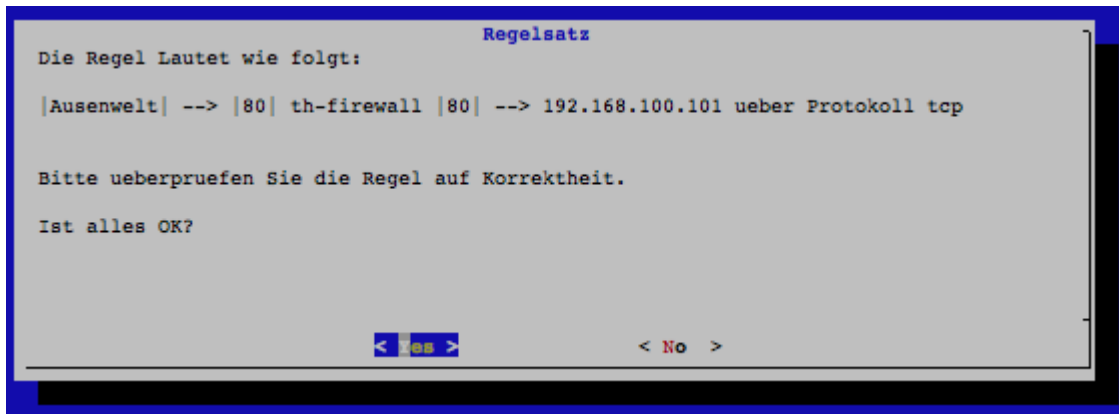 Regelsatz
Die Regel Lautet wie folgt:
|Ausenwelt| --> |80| th-firewall |80| --> 192.168.100.101 ueber Protokoll tcp
Bitte ueberpruefen Sie die Regel auf Korrektheit.
Ist alles OK?
< Yes > < No >